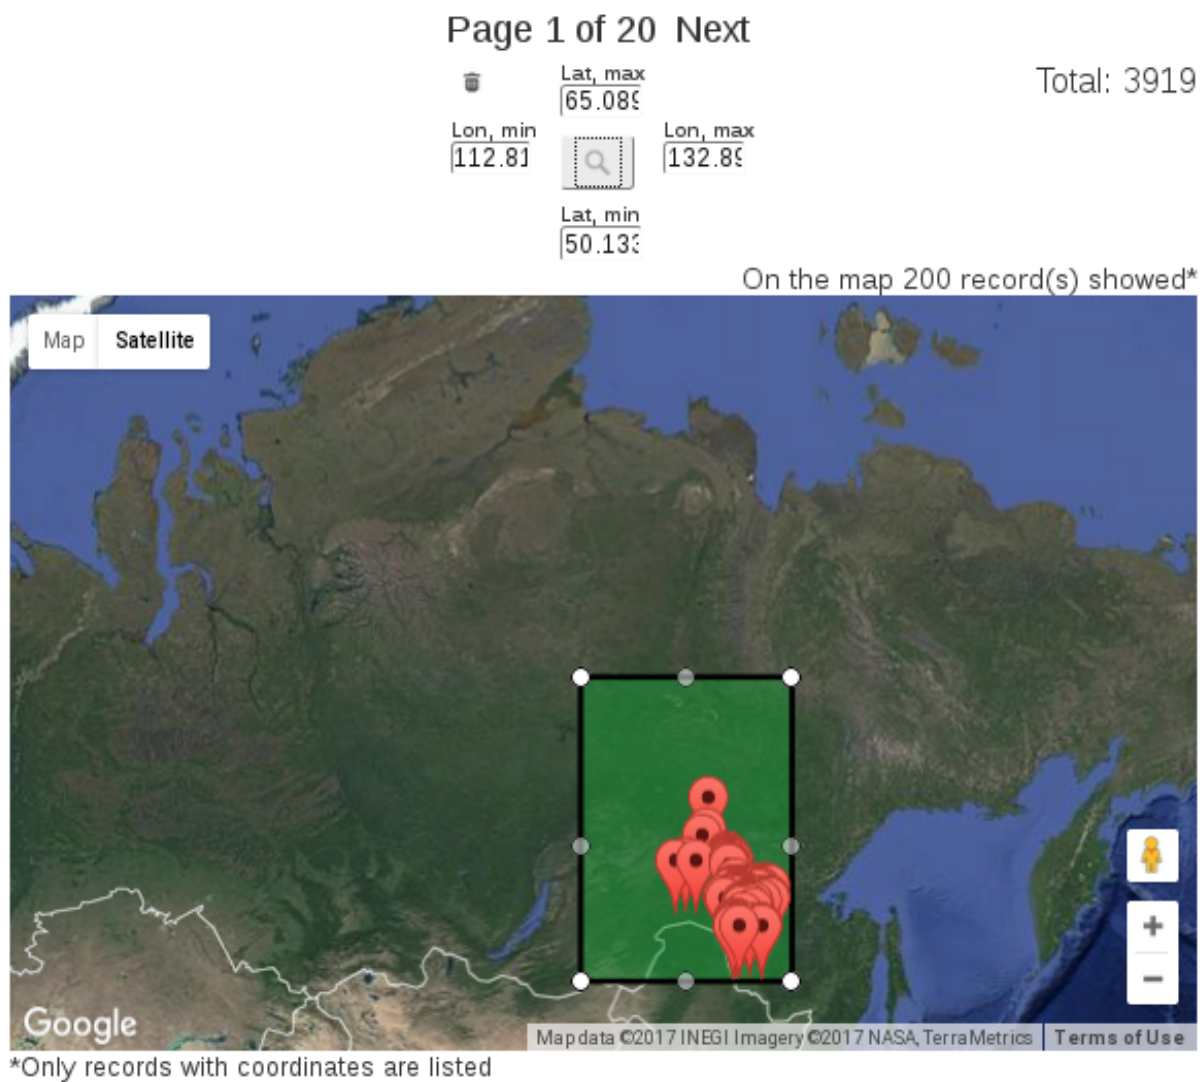 Page 1 of 20 Next
Total: 3919
Lat, max
65.089
Lon, min
112.81
Lon, max
132.89
Lat, min
50.133
On the map 200 record(s) showed*
Map Satellite
Google
Map data ©2017 INEGI Imagery ©2017 NASA, TerraMetrics Terms of Use
*Only records with coordinates are listed